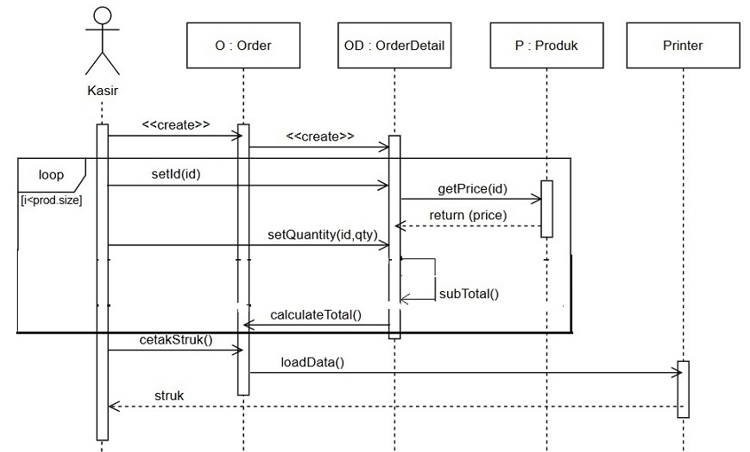 O : Order
OD : OrderDetail
P : Produk
Printer
Kasir
<<create>>
<<create>>
loop
setId(id)
getPrice(id)
[i<prod.size]
return (price)
setQuantity(id,qty)
subTotal()
calculateTotal()
cetakStruk()
loadData()
struk